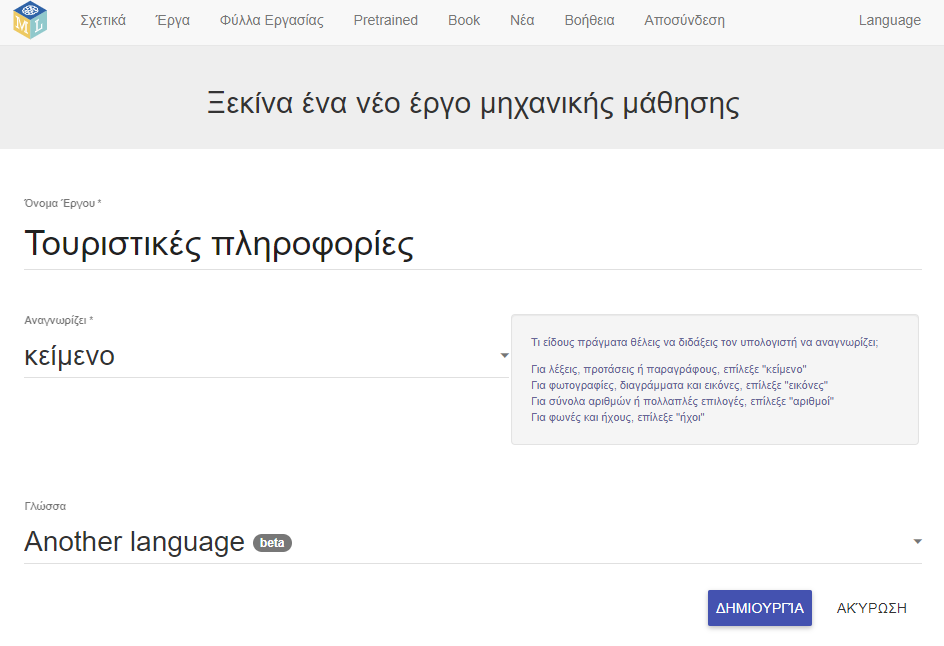 ML
Σχετικά Έργα Φύλλα Εργασίας Pretrained Book Νέα Βοήθεια Αποσύνδεση Language
Ξεκίνα ένα νέο έργο μηχανικής μάθησης
Όνομα Έργου *
Τουριστικές πληροφορίες
Αναγνωρίζει *
κείμενο
Τι είδους πράγματα θέλεις να διδάξεις τον υπολογιστή να αναγνωρίζει;
Για λέξεις, προτάσεις ή παραγράφους, επίλεξε "κείμενο"
Για φωτογραφίες, διαγράμματα και εικόνες, επίλεξε "εικόνες"
Για σύνολα αριθμών ή πολλαπλές επιλογές, επίλεξε "αριθμοί"
Για φωνές και ήχους, επίλεξε "ήχοι"
Γλώσσα
Another language beta
ΔΗΜΙΟΥΡΓΊΑ ΑΚΎΡΩΣΗ